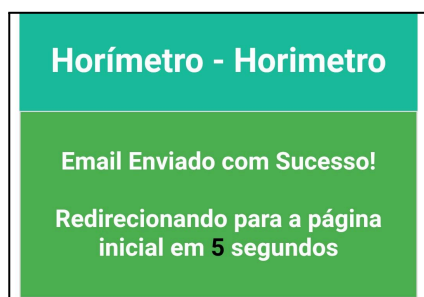 Horímetro - Horimetro
Email Enviado com Sucesso!
Redirecionando para a página
inicial em 5 segundos